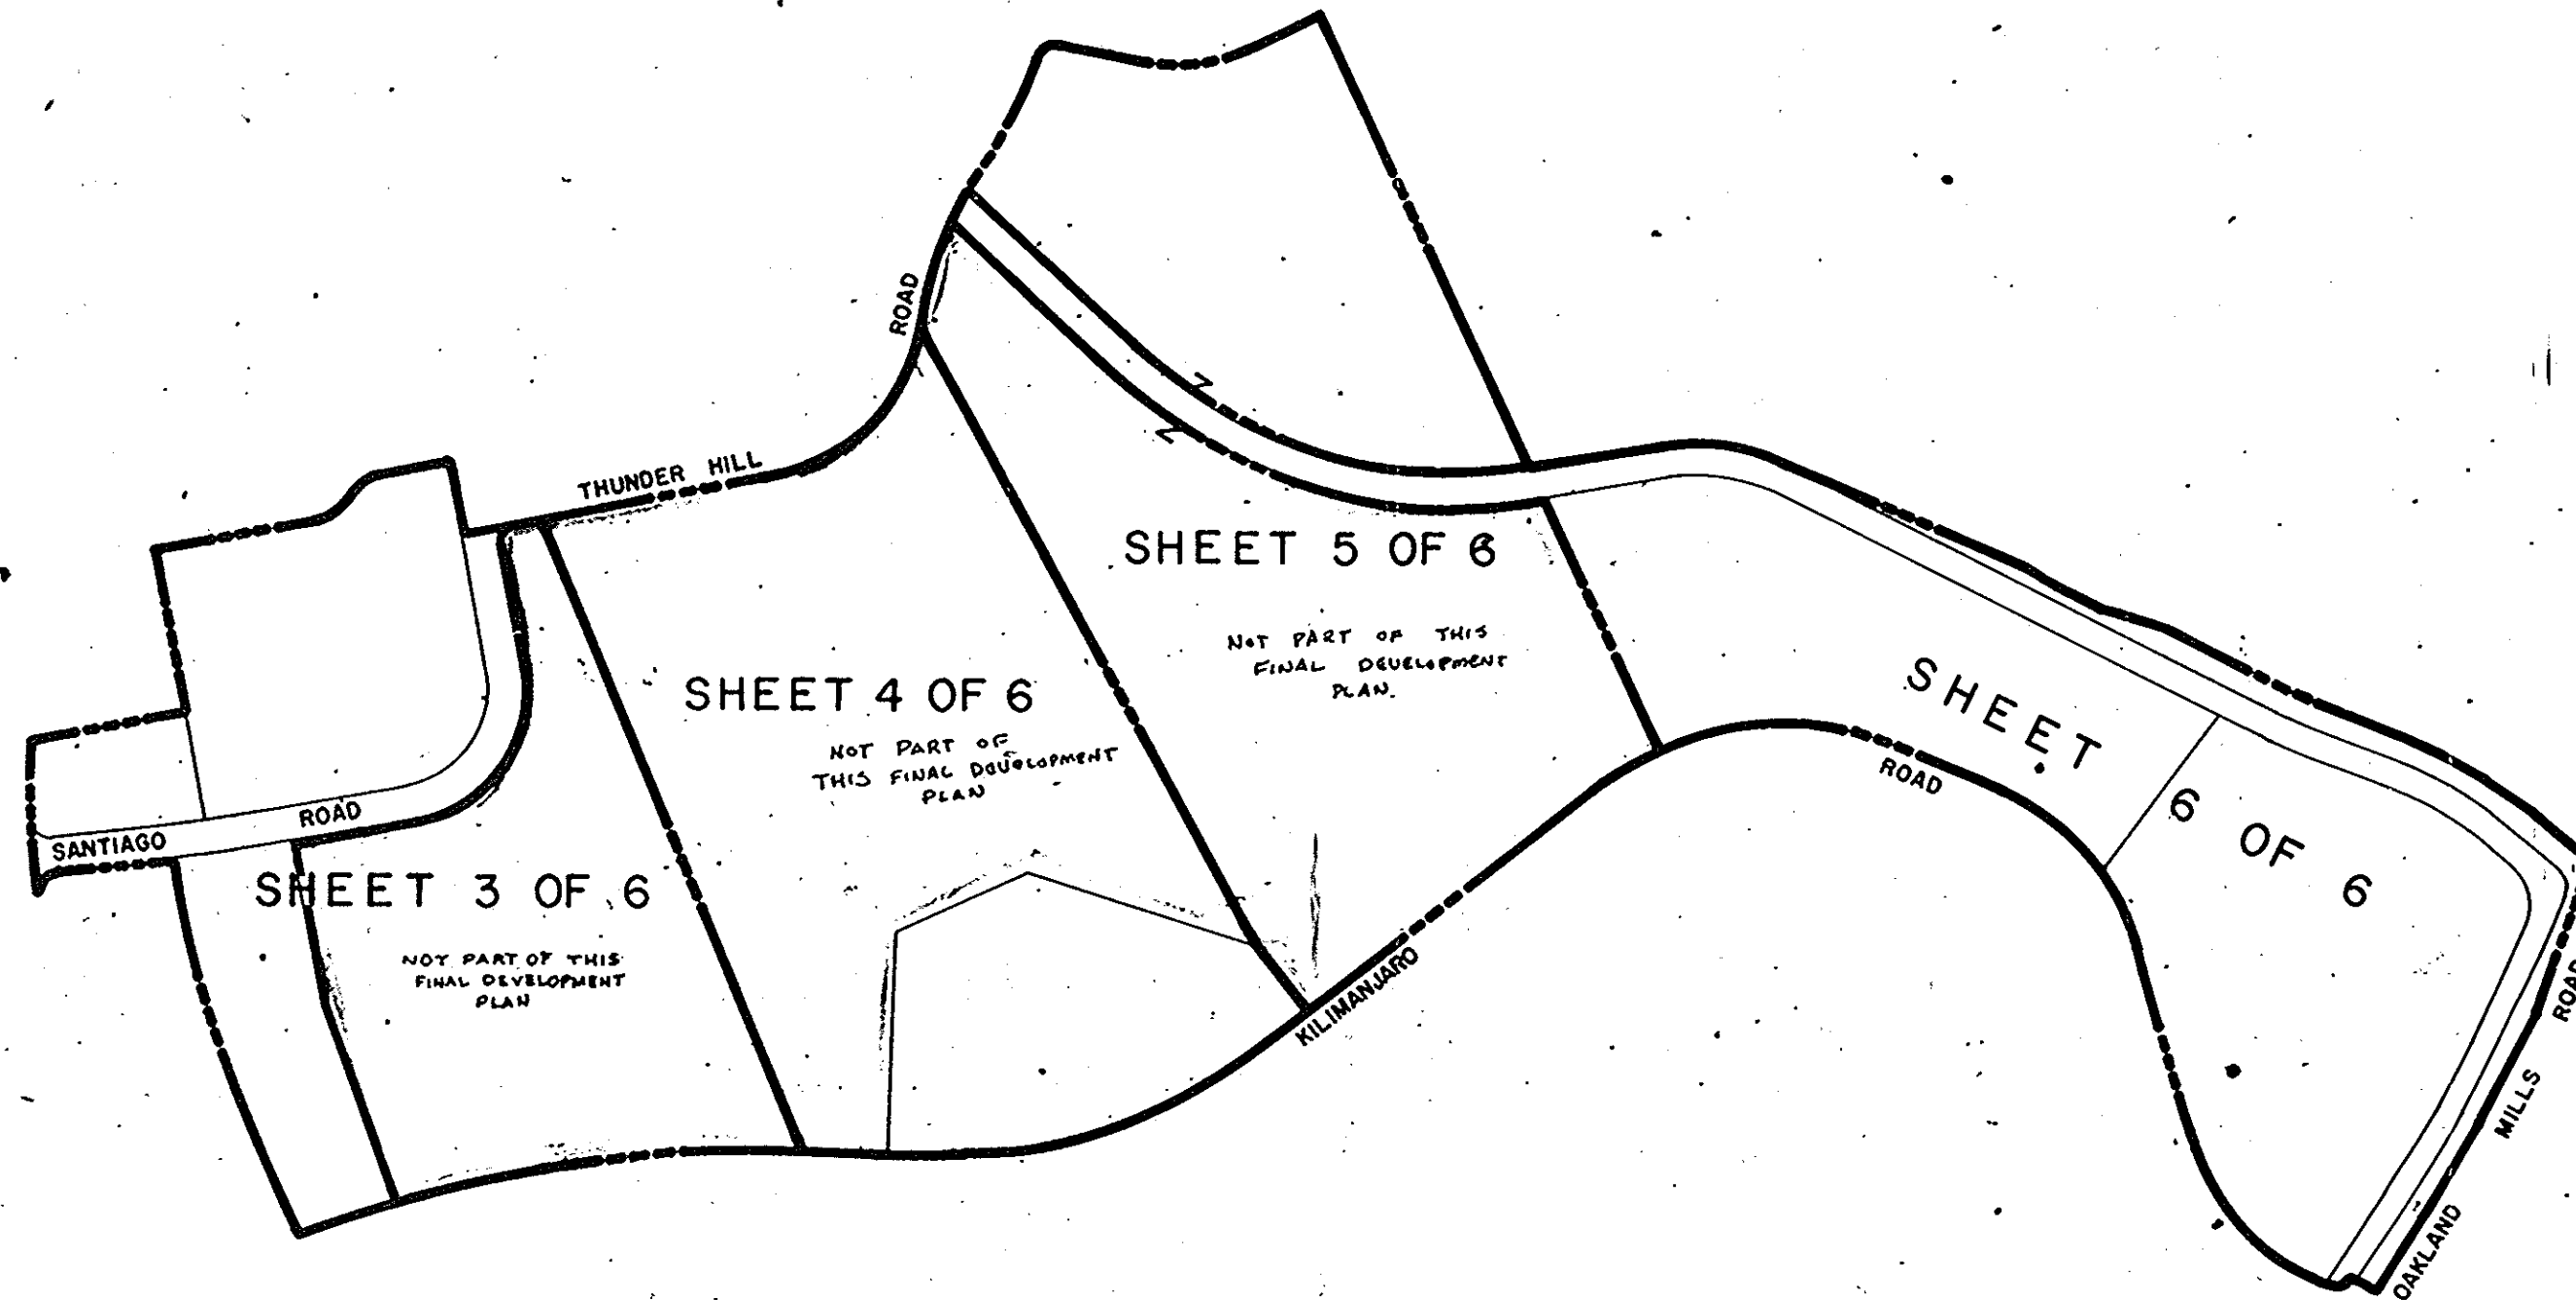 ROAD
THUNDER HILL
SHEET 5 OF 6
NOT PART OF THIS
FINAL DEVELOPMENT
PLAN.
SHEET 4 OF 6
NOT PART OF
THIS FINAL DEVELOPMENT
PLAN
SHEET 6 OF 6
ROAD
SANTIAGO ROAD
SHEET 3 OF 6
NOT PART OF THIS
FINAL DEVELOPMENT
PLAN
KILIMANJARO
OAKLAND MILLS ROAD